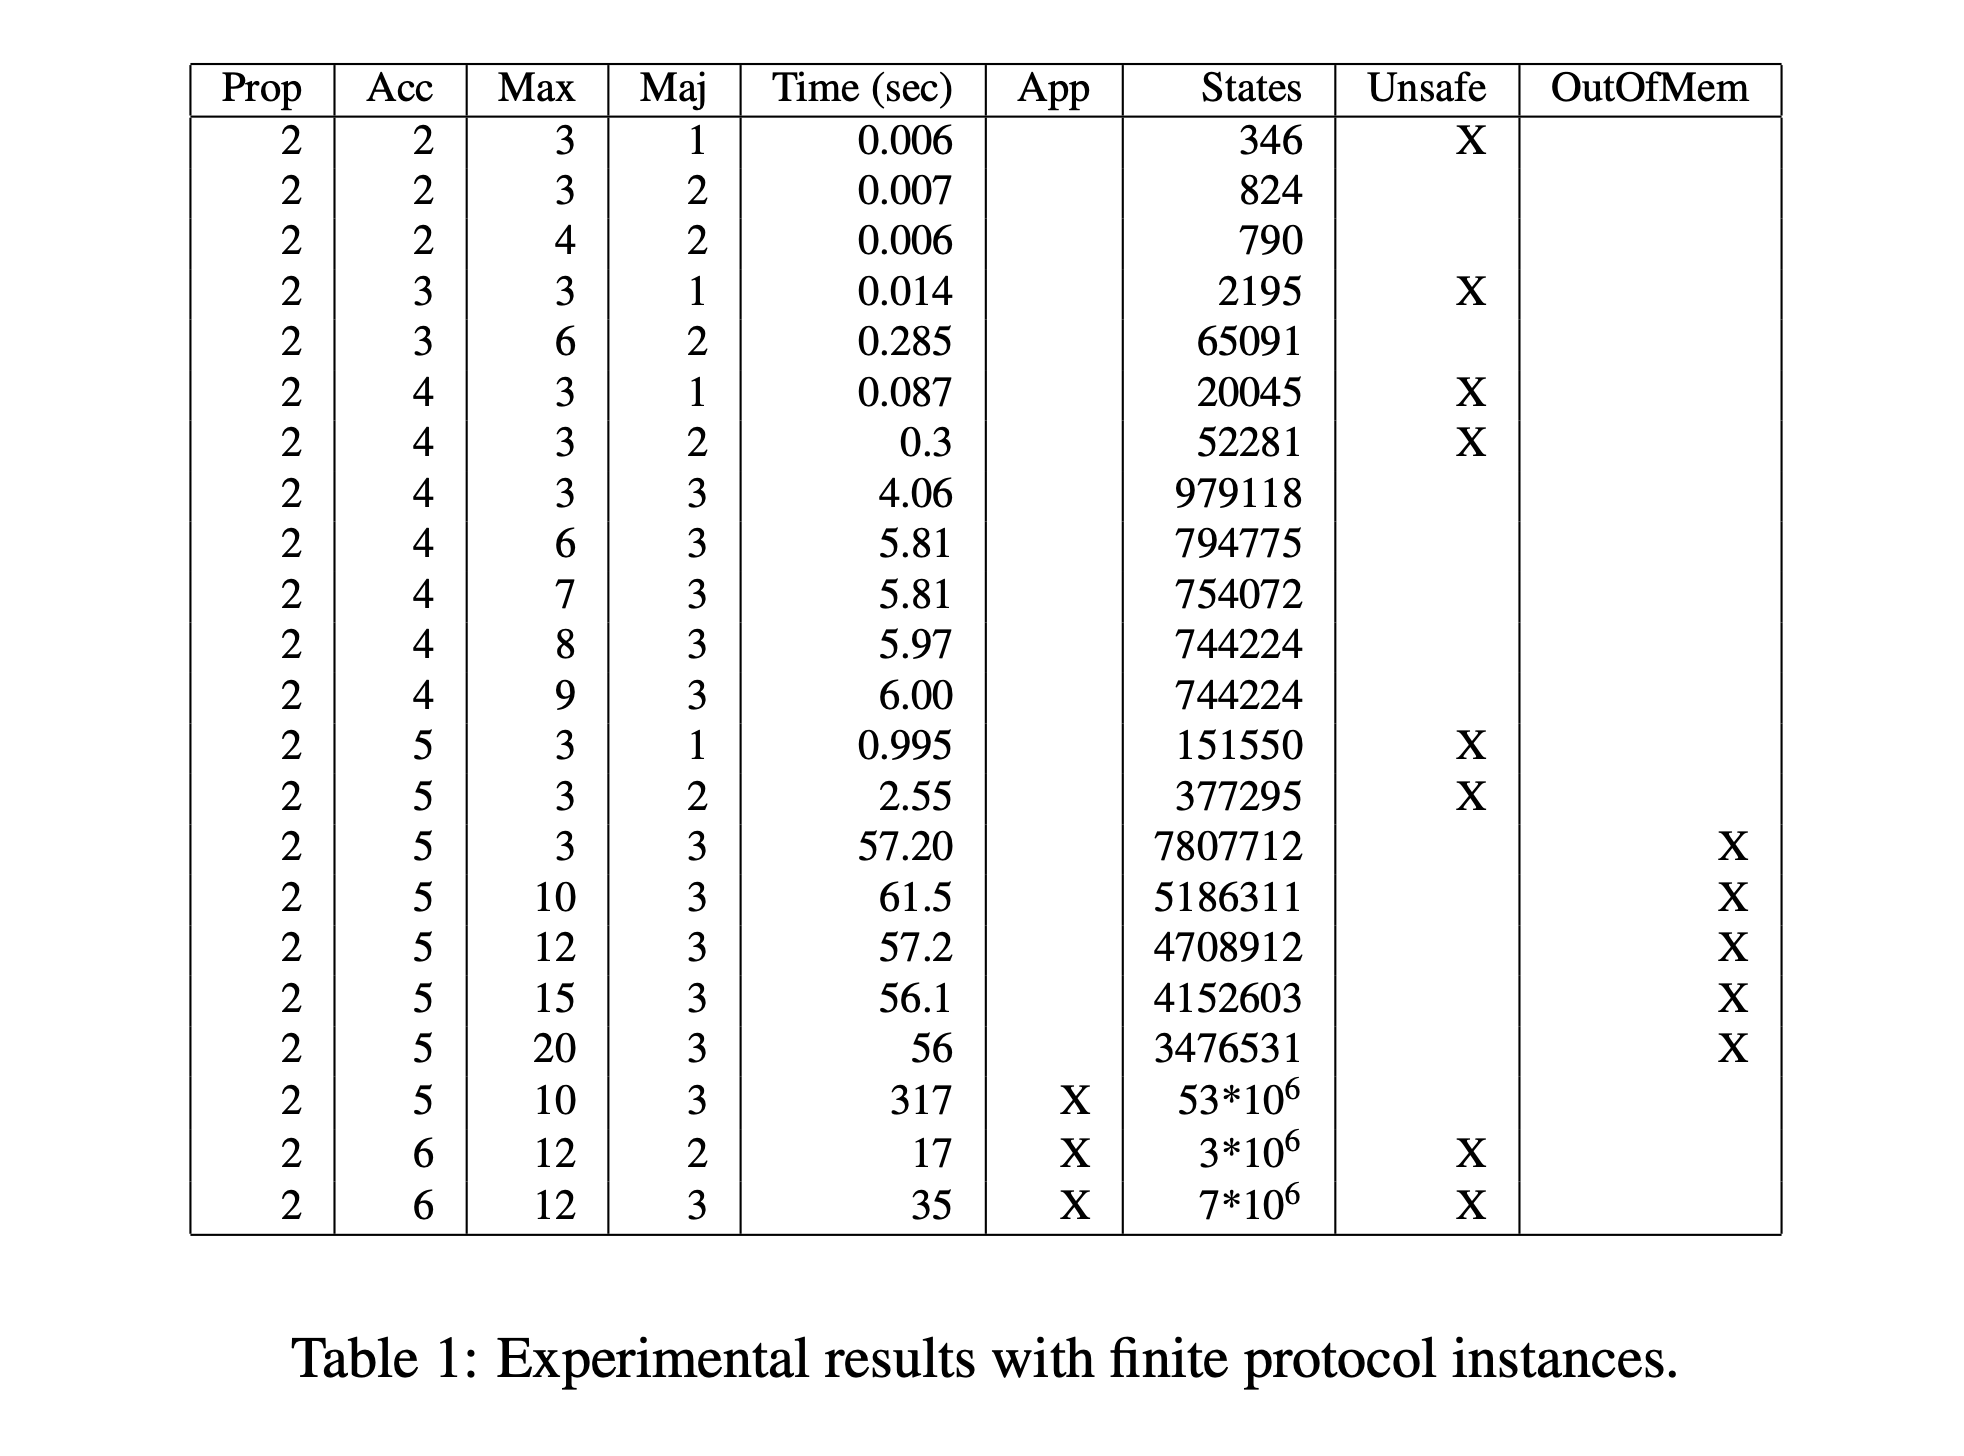 Prop Acc Max Maj Time (sec) App States Unsafe OutOfMem
2 2 3 1 0.006 346 X
2 2 3 2 0.007 824
2 2 4 2 0.006 790
2 3 3 1 0.014 2195 X
2 3 6 2 0.285 65091
2 4 3 1 0.087 20045 X
2 4 3 2 0.3 52281 X
2 4 3 3 4.06 979118
2 4 6 3 5.81 794775
2 4 7 3 5.81 754072
2 4 8 3 5.97 744224
2 4 9 3 6.00 744224
2 5 3 1 0.995 151550 X
2 5 3 2 2.55 377295 X
2 5 3 3 57.20 7807712 X
2 5 10 3 61.5 5186311 X
2 5 12 3 57.2 4708912 X
2 5 15 3 56.1 4152603 X
2 5 20 3 56 3476531 X
2 5 10 3 317 X 53*10⁶
2 6 12 2 17 X 3*10⁶ X
2 6 12 3 35 X 7*10⁶ X
Table 1: Experimental results with finite protocol instances.